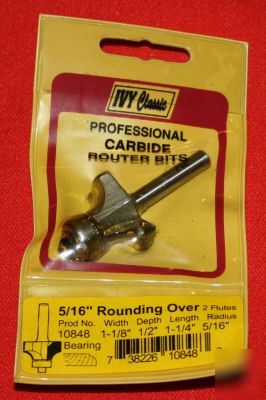 IVY Classic
PROFESSIONAL
CARBIDE
ROUTER BITS
5/16" Rounding Over 2 Flutes
Prod No. Width Depth Length Radius
10848 1-1/8" 1/2" 1-1/4" 5/16"
Bearing
7 38226 10848